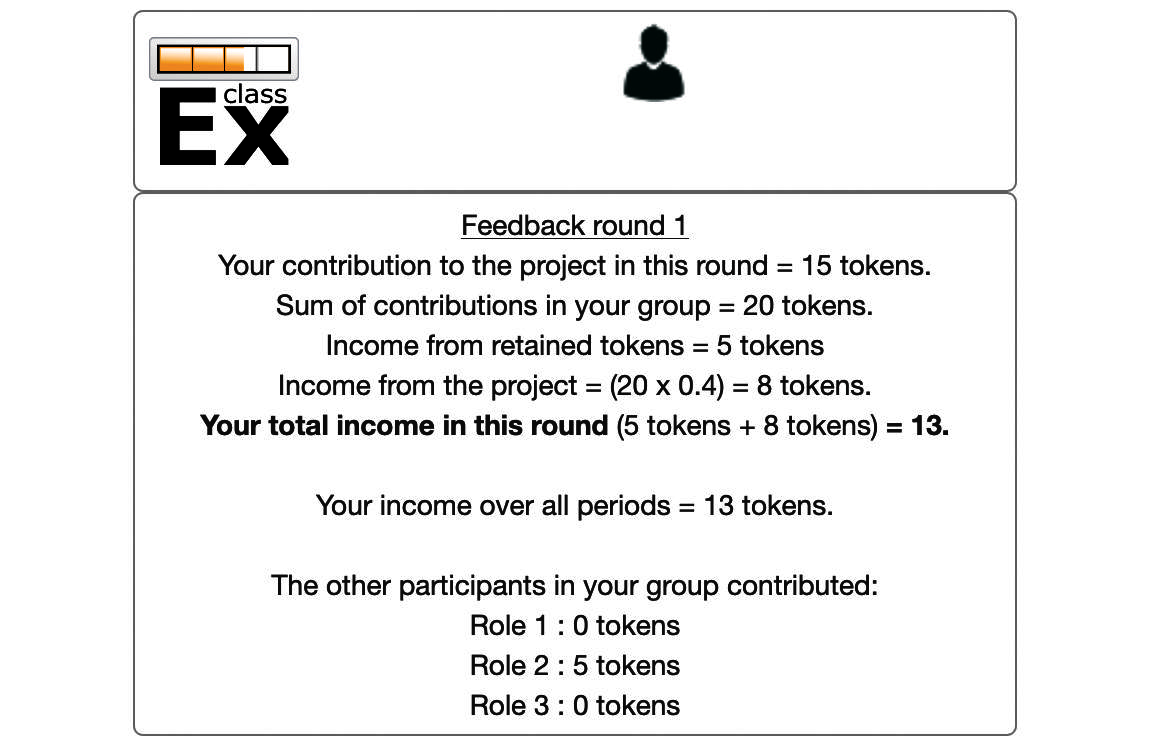 class
Ex
Feedback round 1
Your contribution to the project in this round = 15 tokens.
Sum of contributions in your group = 20 tokens.
Income from retained tokens = 5 tokens
Income from the project = (20 x 0.4) = 8 tokens.
Your total income in this round (5 tokens + 8 tokens) = 13.
Your income over all periods = 13 tokens.
The other participants in your group contributed:
Role 1 : 0 tokens
Role 2 : 5 tokens
Role 3 : 0 tokens